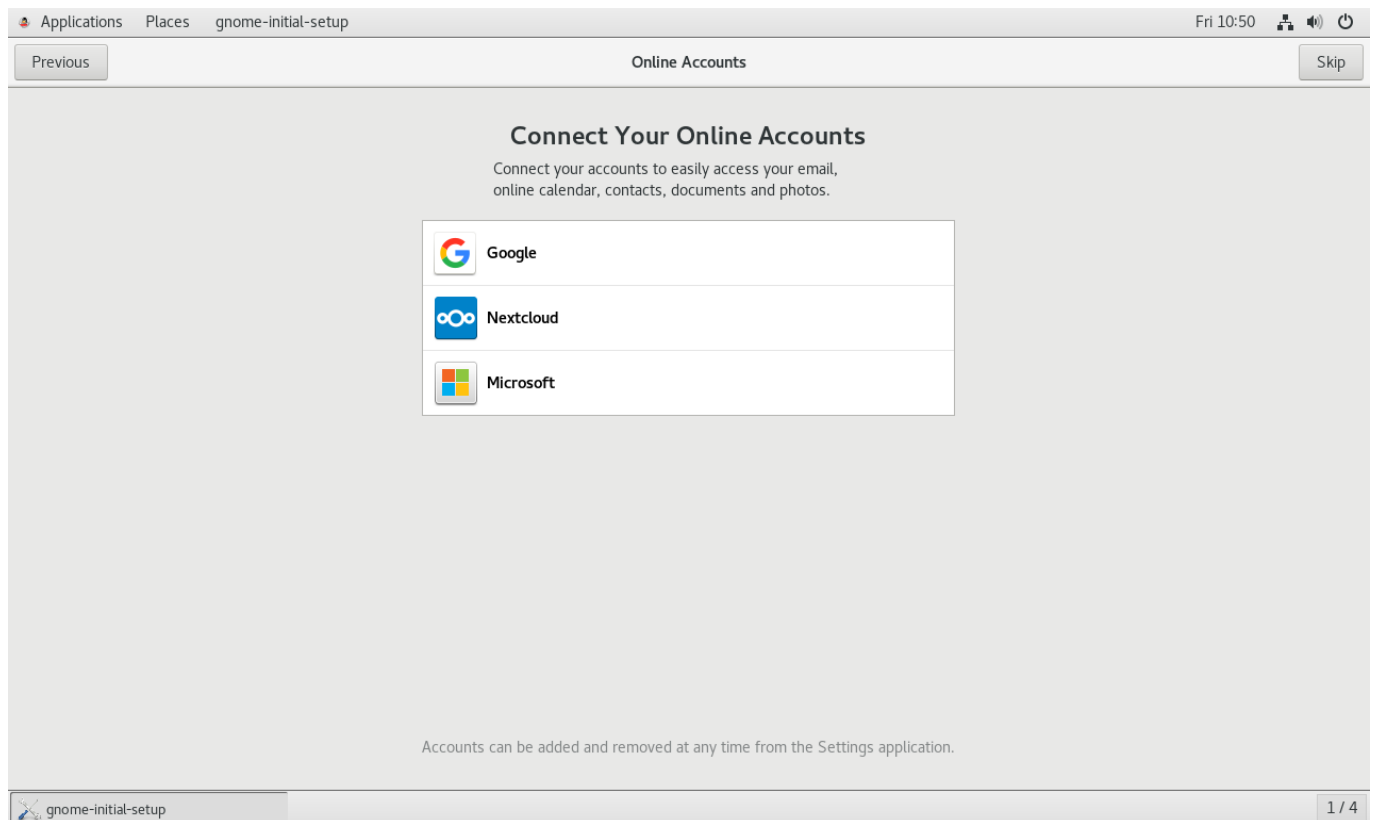 Applications Places gnome-initial-setup Fri 10:50
Previous Online Accounts Skip
Connect Your Online Accounts
Connect your accounts to easily access your email,
online calendar, contacts, documents and photos.
Google
Nextcloud
Microsoft
Accounts can be added and removed at any time from the Settings application.
gnome-initial-setup 1 / 4